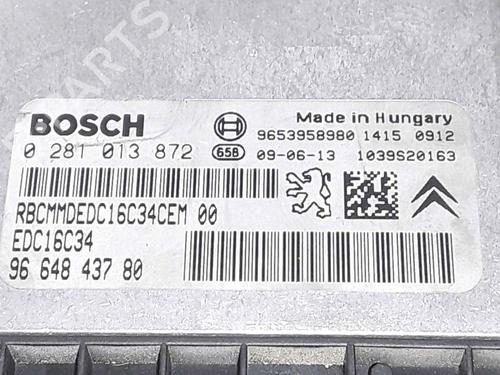 BOSCH
Made in Hungary
9653958980 1415 0912
0 281 013 872 65B 09-06-13 1039S20163
RBCMMDEDC16C34CEM 00
EDC16C34
96 648 437 80